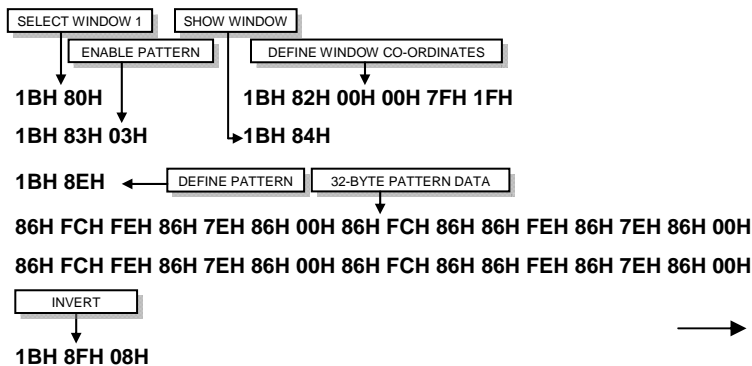 SELECT WINDOW 1 SHOW WINDOW
ENABLE PATTERN DEFINE WINDOW CO-ORDINATES
1BH 80H 1BH 82H 00H 00H 7FH 1FH
1BH 83H 03H 1BH 84H
1BH 8EH DEFINE PATTERN 32-BYTE PATTERN DATA
86H FCH FEH 86H 7EH 86H 00H 86H FCH 86H 86H FEH 86H 7EH 86H 00H
86H FCH FEH 86H 7EH 86H 00H 86H FCH 86H 86H FEH 86H 7EH 86H 00H
INVERT
1BH 8FH 08H